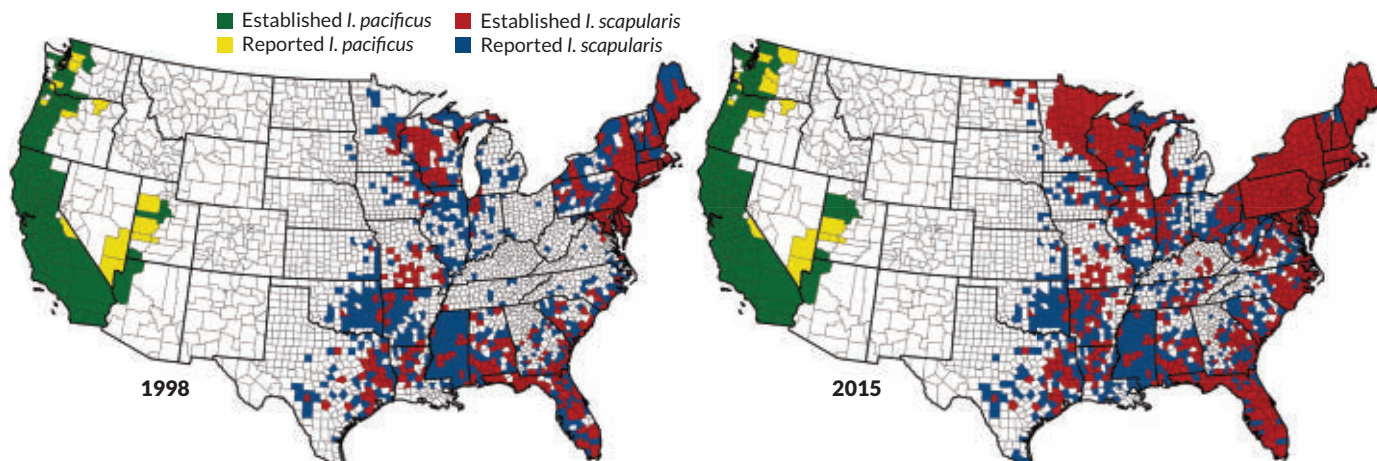 Established I. pacificus
Reported I. pacificus
Established I. scapularis
Reported I. scapularis
1998
2015